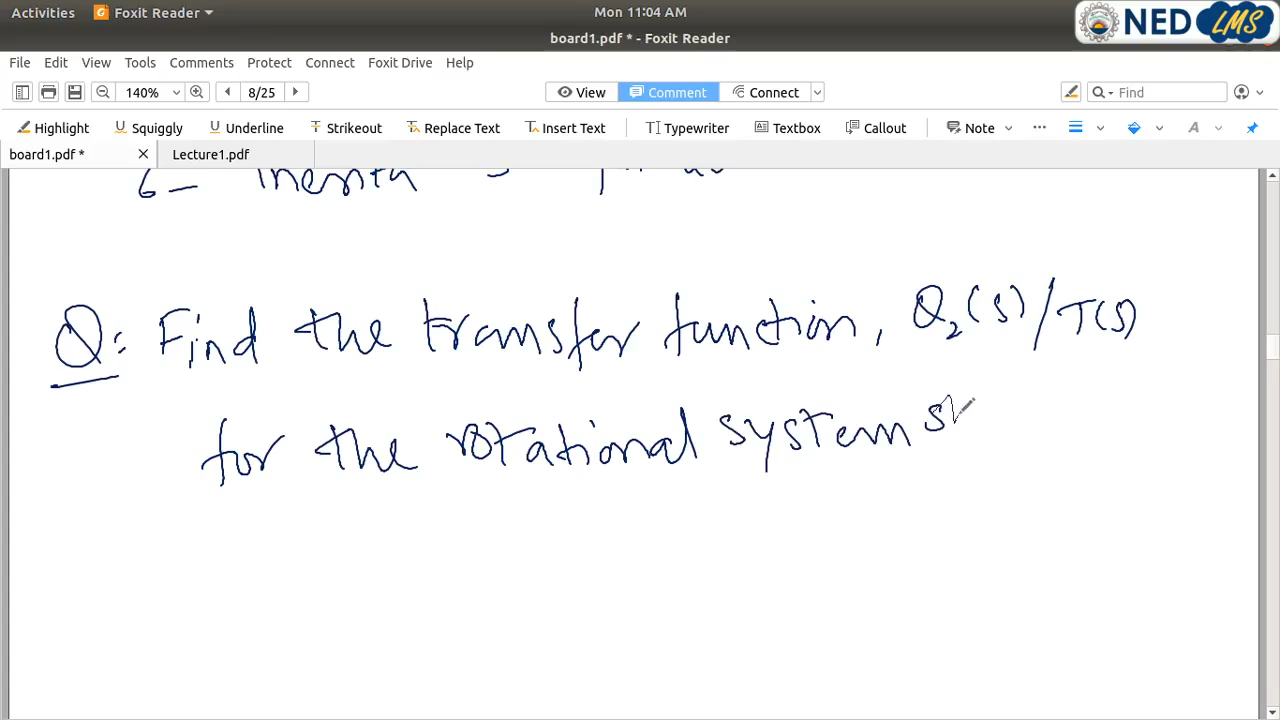 Activities Foxit Reader Mon 11:04 AM
NED LMS
board1.pdf * - Foxit Reader
File Edit View Tools Comments Protect Connect Foxit Drive Help
140% 8/25 View Comment Connect Find
Highlight Squiggly Underline Strikeout Replace Text Insert Text Typewriter Textbox Callout Note
board1.pdf * Lecture1.pdf
6-
Q: Find the transfer function, θ₂(s)/T(s)
for the rotational system sh